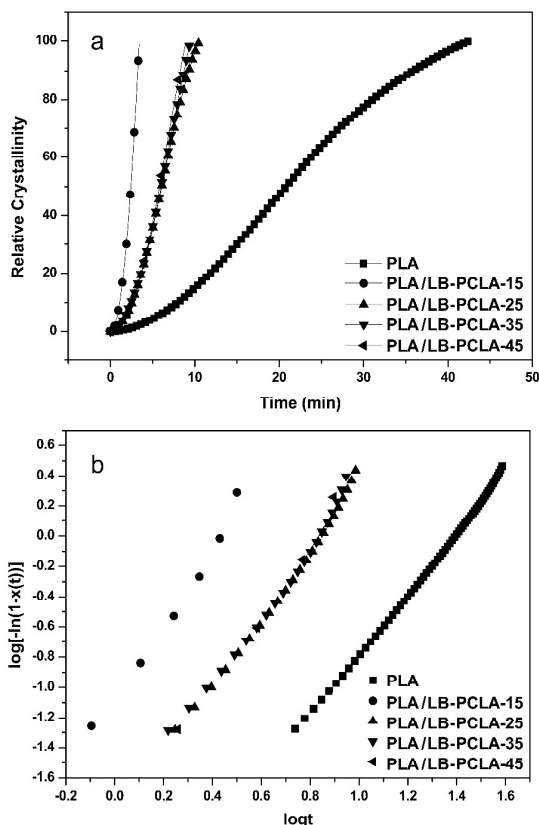 a
100
80
60
40
20
0
Relative Crystallinity
PLA
PLA/LB-PCLA-15
PLA/LB-PCLA-25
PLA/LB-PCLA-35
PLA/LB-PCLA-45
0 10 20 30 40 50
Time (min)
b
0.6
0.4
0.2
0.0
-0.2
-0.4
-0.6
-0.8
-1.0
-1.2
-1.4
-1.6
log[-ln(1-x(t))]
PLA
PLA/LB-PCLA-15
PLA/LB-PCLA-25
PLA/LB-PCLA-35
PLA/LB-PCLA-45
-0.2 0.0 0.2 0.4 0.6 0.8 1.0 1.2 1.4 1.6
logt